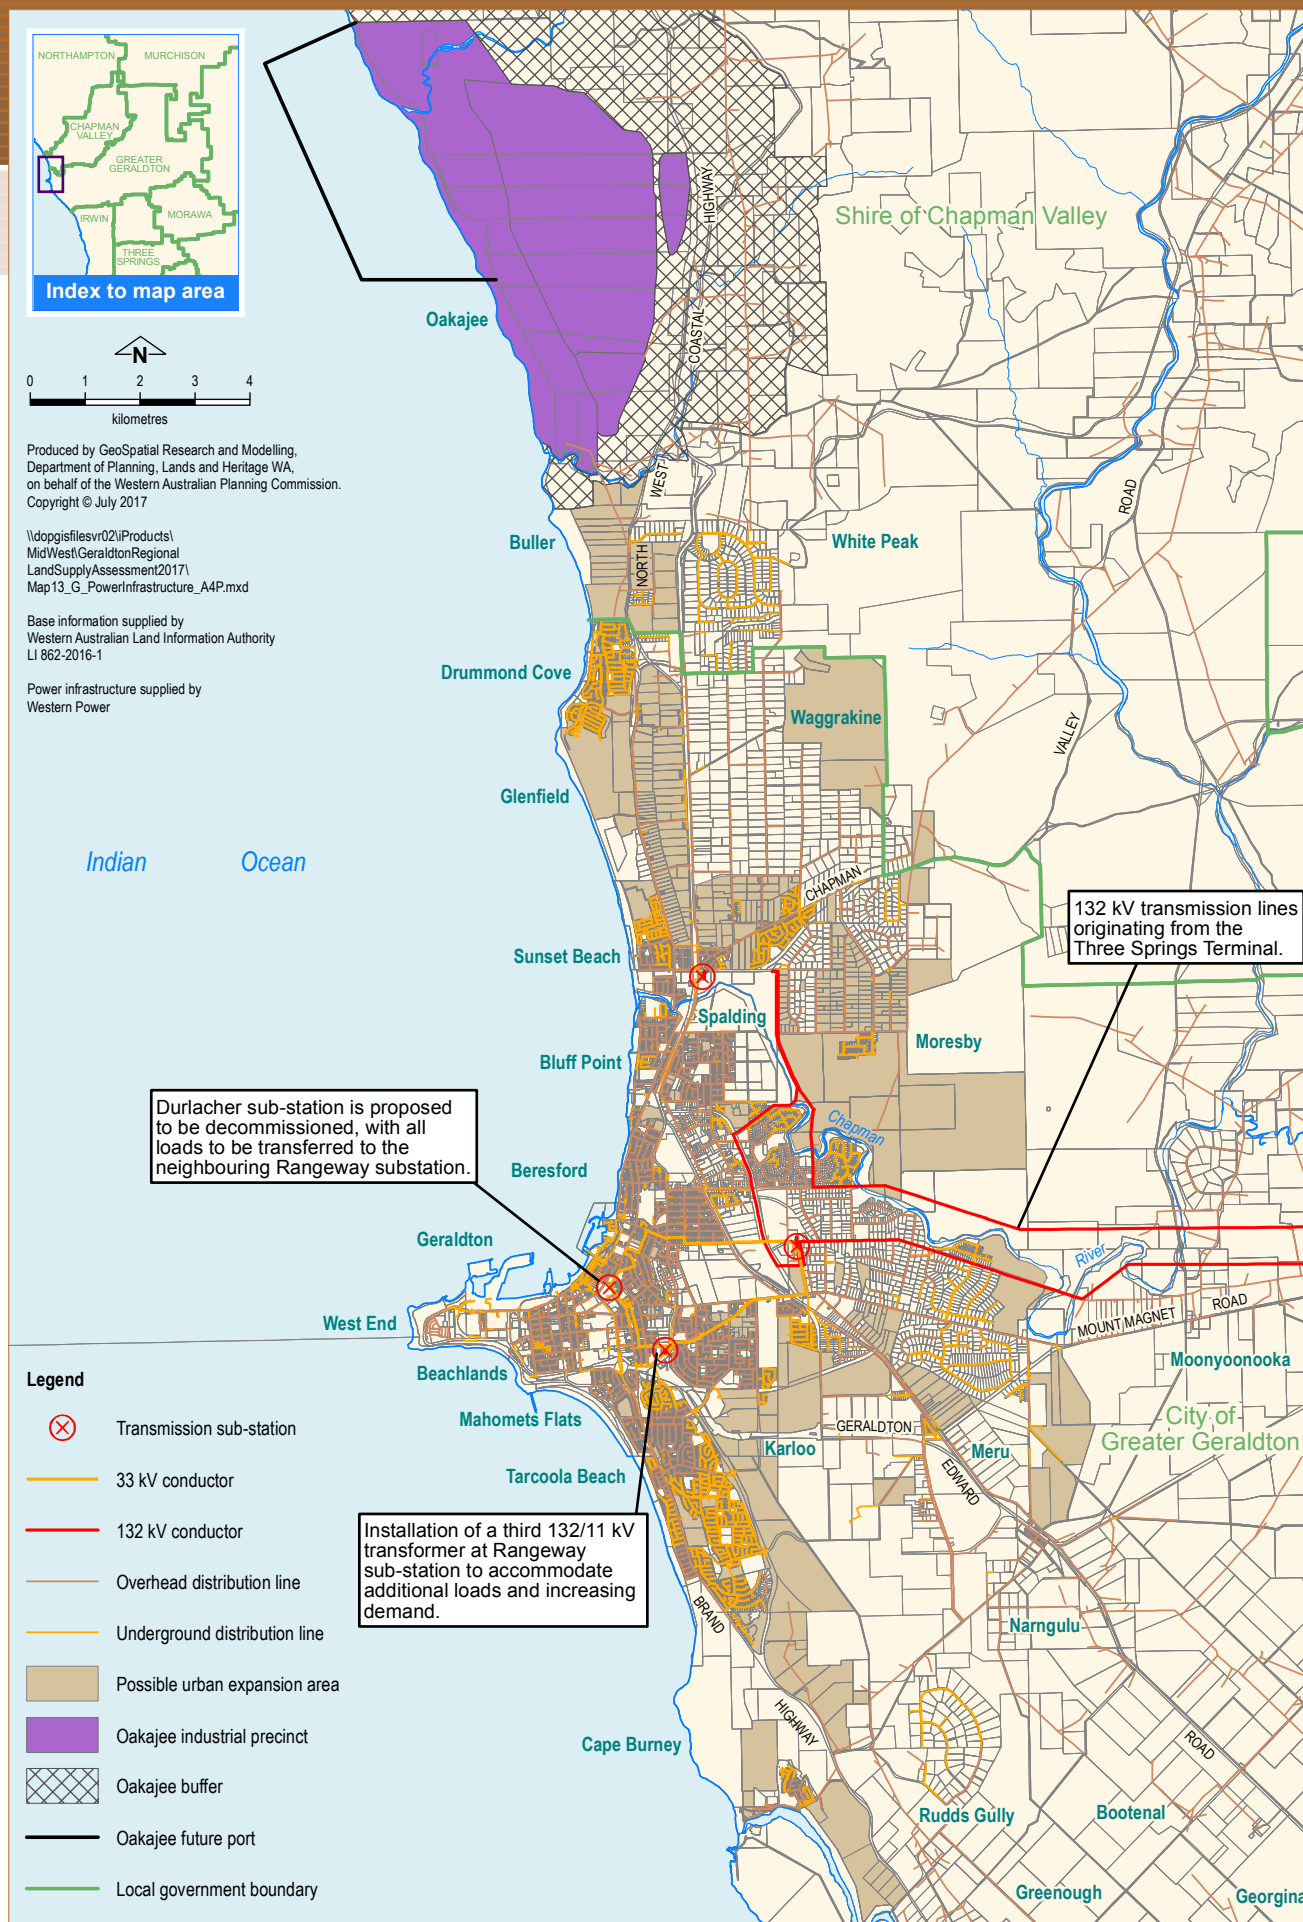 NORTHAMPTON
MURCHISON
CHAPMAN
VALLEY
GREATER
GERALDTON
IRWIN
MORAWA
THREE
SPRINGS
Index to map area
N
0 1 2 3 4
kilometres
Produced by GeoSpatial Research and Modelling,
Department of Planning, Lands and Heritage WA,
on behalf of the Western Australian Planning Commission.
Copyright © July 2017
\\dopgisfilesvr02\iProducts\
MidWest\GeraldtonRegional
LandSupplyAssessment2017\
Map13_G_PowerInfrastructure_A4P.mxd
Base information supplied by
Western Australian Land Information Authority
LI 862-2016-1
Power infrastructure supplied by
Western Power
Shire of Chapman Valley
HIGHWAY
COASTAL
WEST
NORTH
Oakajee
Buller
White Peak
ROAD
VALLEY
CHAPMAN
Drummond Cove
Waggrakine
Glenfield
Indian Ocean
132 kV transmission lines
originating from the
Three Springs Terminal.
Sunset Beach
Spalding
Moresby
Bluff Point
Chapman
River
Durlacher sub-station is proposed
to be decommissioned, with all
loads to be transferred to the
neighbouring Rangeway substation.
Beresford
Geraldton
West End
Beachlands
Mahomets Flats
Tarcoola Beach
MOUNT MAGNET ROAD
Moonyoonooka
City of
Greater Geraldton
GERALDTON
Karloo
Meru
EDWARD
Installation of a third 132/11 kV
transformer at Rangeway
sub-station to accommodate
additional loads and increasing
demand.
BRAND
HIGHWAY
Narngulu
ROAD
Cape Burney
Rudds Gully
Bootenal
Greenough
Georgina
Legend
Transmission sub-station
33 kV conductor
132 kV conductor
Overhead distribution line
Underground distribution line
Possible urban expansion area
Oakajee industrial precinct
Oakajee buffer
Oakajee future port
Local government boundary